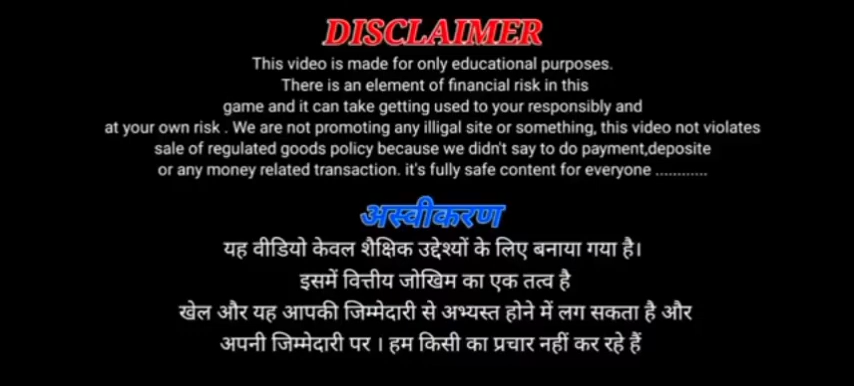 DISCLAIMER
This video is made for only educational purposes.
There is an element of financial risk in this
game and it can take getting used to your responsibly and
at your own risk . We are not promoting any illigal site or something, this video not violates
sale of regulated goods policy because we didn't say to do payment,deposite
or any money related transaction. it's fully safe content for everyone ............
अस्वीकरण
यह वीडियो केवल शैक्षिक उद्देश्यों के लिए बनाया गया है।
इसमें वित्तीय जोखिम का एक तत्व है
खेल और यह आपकी जिम्मेदारी से अभ्यस्त होने में लग सकता है और
अपनी जिम्मेदारी पर । हम किसी का प्रचार नहीं कर रहे हैं